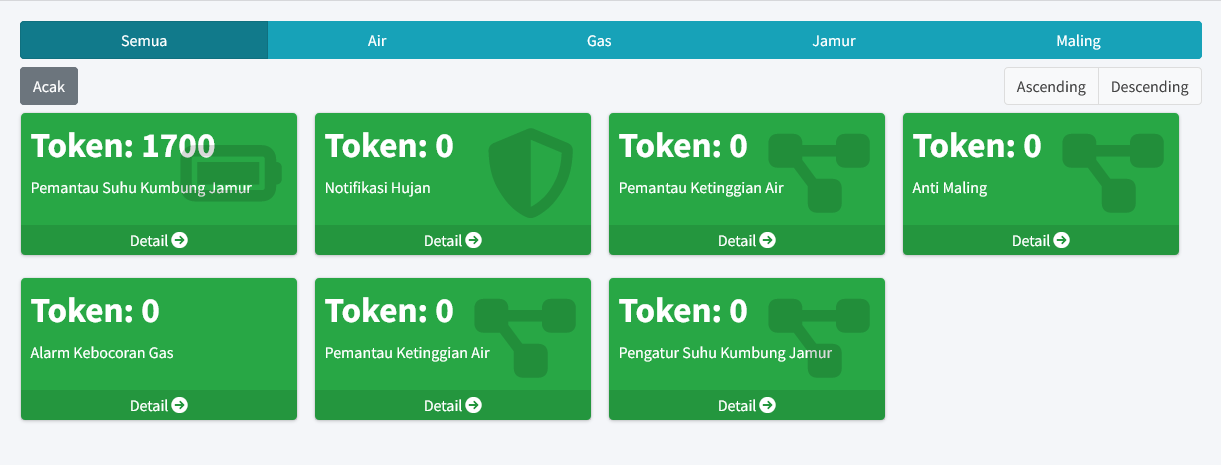 Semua
Air
Gas
Jamur
Maling
Acak
Ascending
Descending
Token: 1700
Pemantau Suhu Kumbung Jamur
Detail
Token: 0
Notifikasi Hujan
Detail
Token: 0
Pemantau Ketinggian Air
Detail
Token: 0
Anti Maling
Detail
Token: 0
Alarm Kebocoran Gas
Detail
Token: 0
Pemantau Ketinggian Air
Detail
Token: 0
Pengatur Suhu Kumbung Jamur
Detail